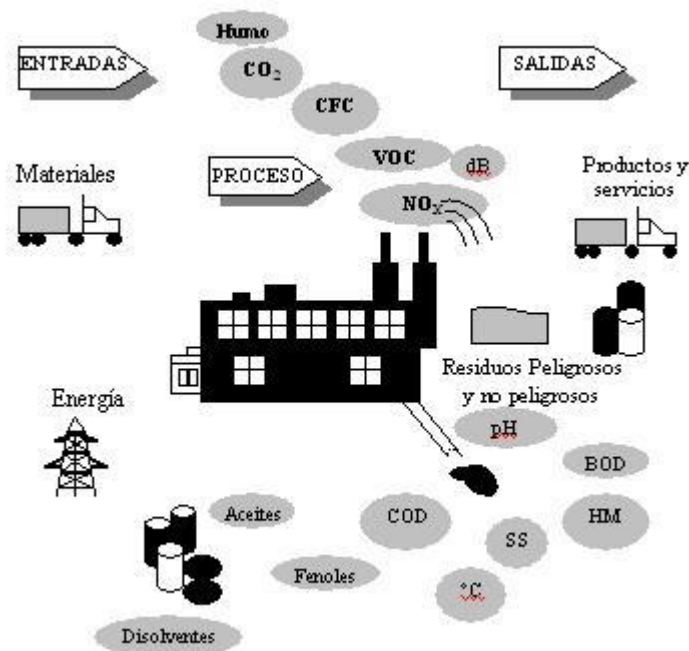 Humo
ENTRADAS
CO₂
SALIDAS
CFC
VOC
dB
Materiales
PROCESO
Productos y
servicios
NOₓ
Residuos Peligrosos
y no peligrosos
Energía
pH
BOD
Aceites
COD
HM
SS
Fenoles
°C
Disolventes